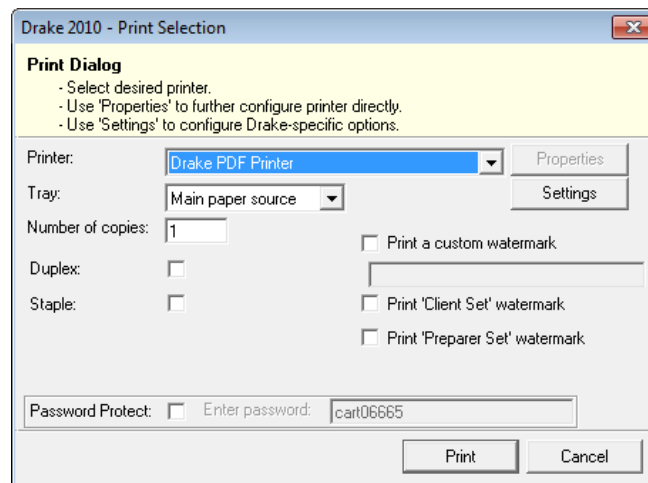 Drake 2010 - Print Selection
Print Dialog
- Select desired printer.
- Use 'Properties' to further configure printer directly.
- Use 'Settings' to configure Drake-specific options.
Printer: Drake PDF Printer Properties
Tray: Main paper source Settings
Number of copies: 1
Print a custom watermark
Duplex:
Staple: Print 'Client Set' watermark
Print 'Preparer Set' watermark
Password Protect: Enter password: cart06665
Print Cancel